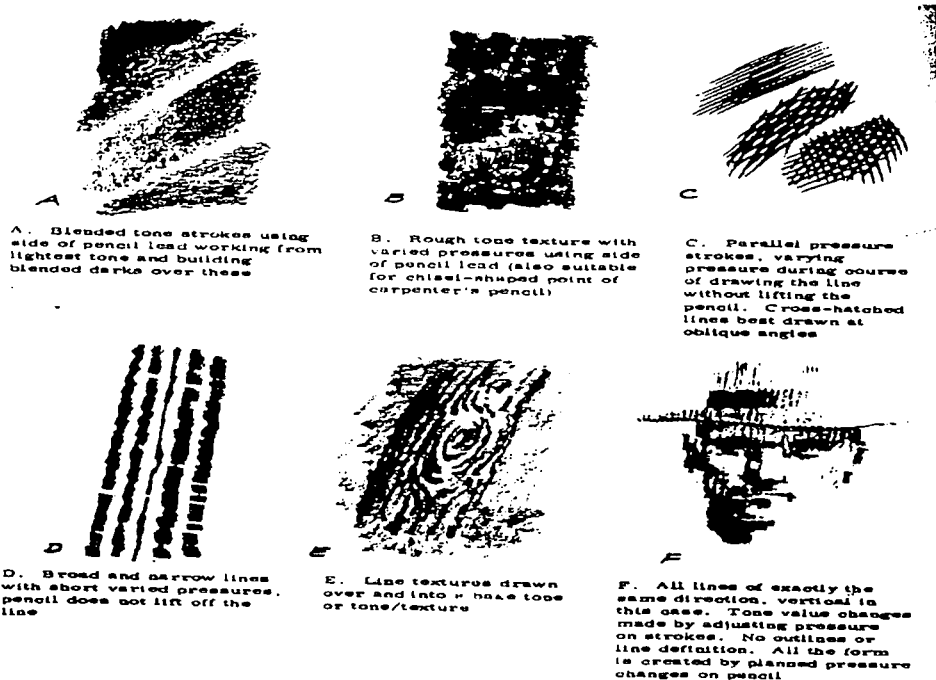 A
A. Blended tone strokes using
side of pencil lead working from
lightest tone and building
blended darks over these
B
B. Rough tone texture with
varied pressures using side
of pencil lead (also suitable
for chisel-shaped point of
carpenter's pencil)
C
C. Parallel pressure
strokes, varying
pressure during course
of drawing the line
without lifting the
pencil. Cross-hatched
lines best drawn at
oblique angles
D
D. Broad and narrow lines
with short varied pressures,
pencil does not lift off the
line
E
E. Line textures drawn
over and into a base tone
or tone/texture
F
F. All lines of exactly the
same direction, vertical in
this case. Tone value changes
made by adjusting pressure
on strokes. No outlines or
line definition. All the form
is created by planned pressure
changes on pencil